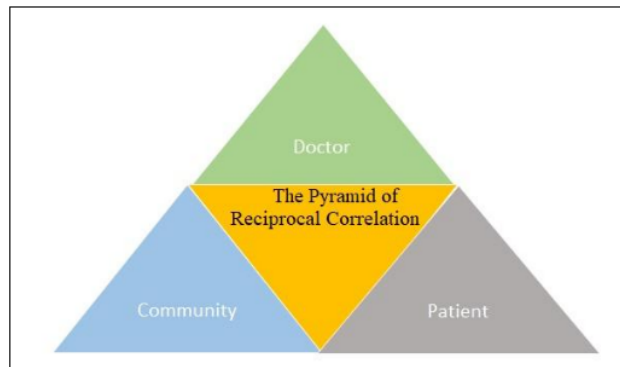 Doctor
The Pyramid of
Reciprocal Correlation
Community
Patient